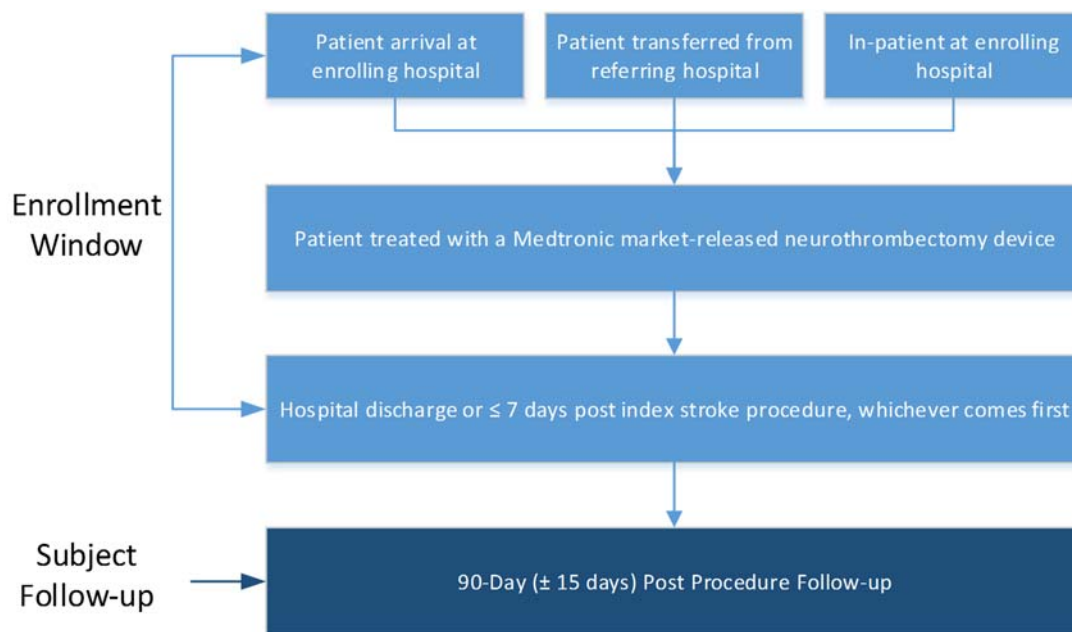 Patient arrival at
enrolling hospital
Patient transferred from
referring hospital
In-patient at enrolling
hospital
Enrollment
Window
Patient treated with a Medtronic market-released neurothrombectomy device
Hospital discharge or ≤ 7 days post index stroke procedure, whichever comes first
Subject
Follow-up
90-Day (± 15 days) Post Procedure Follow-up